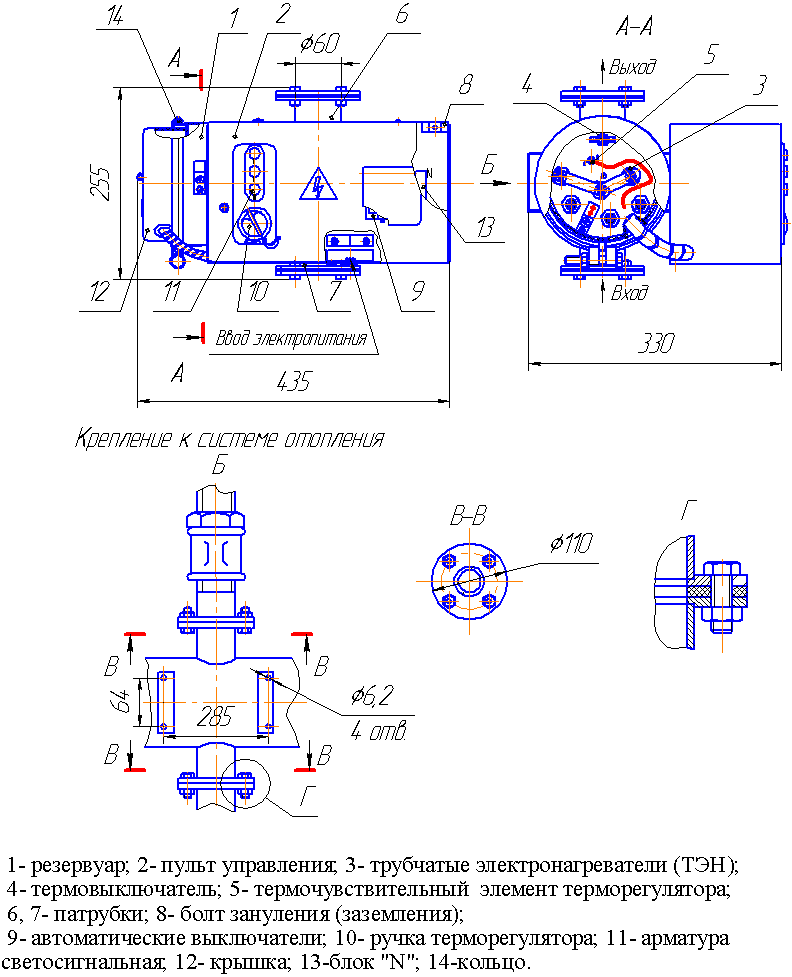 14
1
2
6
А–А
А
ϕ60
Выход
5
4
8
3
255
Б
N
13
12
11
10
7
9
Вход
Ввод электропитания
330
А
435
Крепление к системе отопления
Б
В–В
Г
ϕ110
В
В
64
285
ϕ6,2
4 отв.
В
В
Г
1- резервуар; 2- пульт управления; 3- трубчатые электронагреватели (ТЭН);
4- термовыключатель; 5- термочувствительный элемент терморегулятора;
6, 7- патрубки; 8- болт зануления (заземления);
9- автоматические выключатели; 10- ручка терморегулятора; 11- арматура
светосигнальная; 12- крышка; 13-блок "N"; 14-кольцо.